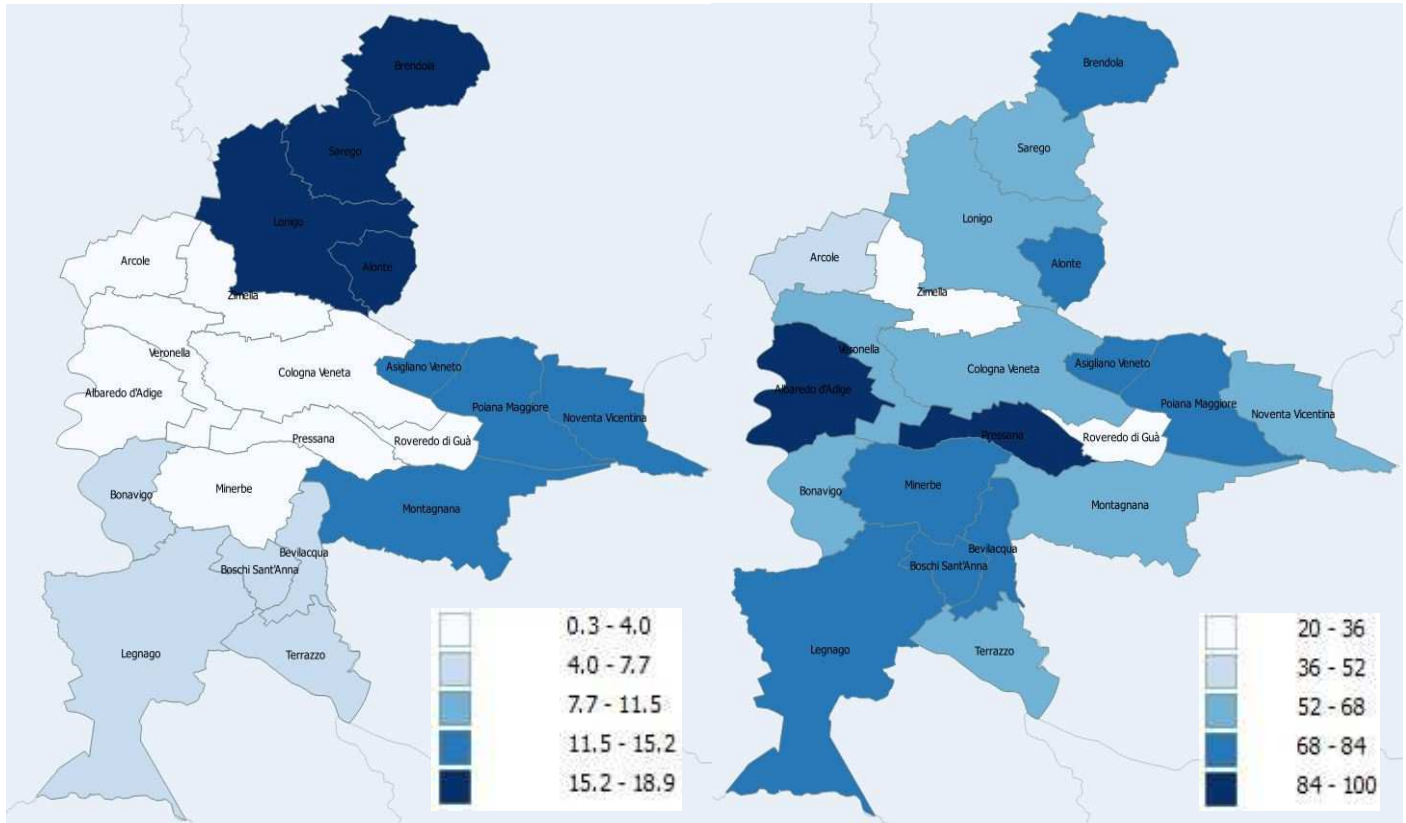 Brendola
Sarego
Lonigo
Alonte
Arcole
Zimella
Veronella
Cologna Veneta
Asigliano Veneto
Albaredo d'Adige
Poiana Maggiore
Noventa Vicentina
Pressana
Roveredo di Guà
Bonavigo
Minerbe
Montagnana
Bevilacqua
Boschi Sant'Anna
Legnago
Terrazzo
0.3 - 4.0
4.0 - 7.7
7.7 - 11.5
11.5 - 15.2
15.2 - 18.9
Brendola
Sarego
Lonigo
Alonte
Arcole
Zimella
Veronella
Cologna Veneta
Asigliano Veneto
Albaredo d'Adige
Poiana Maggiore
Noventa Vicentina
Pressana
Roveredo di Guà
Bonavigo
Minerbe
Montagnana
Bevilacqua
Boschi Sant'Anna
Legnago
Terrazzo
20 - 36
36 - 52
52 - 68
68 - 84
84 - 100